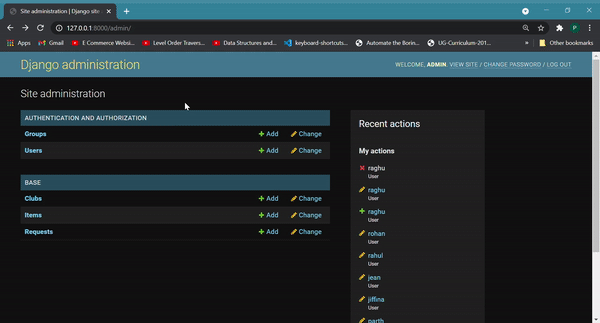 Site administration | Django site
127.0.0.1:8000/admin/
Apps
Gmail
E Commerce Websi...
Level Order Travers...
Data Structures and...
keyboard-shortcuts...
Automate the Borin...
UG-Curriculum-201...
»
Other bookmarks
Django administration
WELCOME, ADMIN. VIEW SITE / CHANGE PASSWORD / LOG OUT
Site administration
AUTHENTICATION AND AUTHORIZATION
Groups Add Change
Users Add Change
BASE
Clubs Add Change
Items Add Change
Requests Add Change
Recent actions
My actions
raghu
User
raghu
User
raghu
User
rohan
User
rahul
User
jean
User
jiffina
User
parth